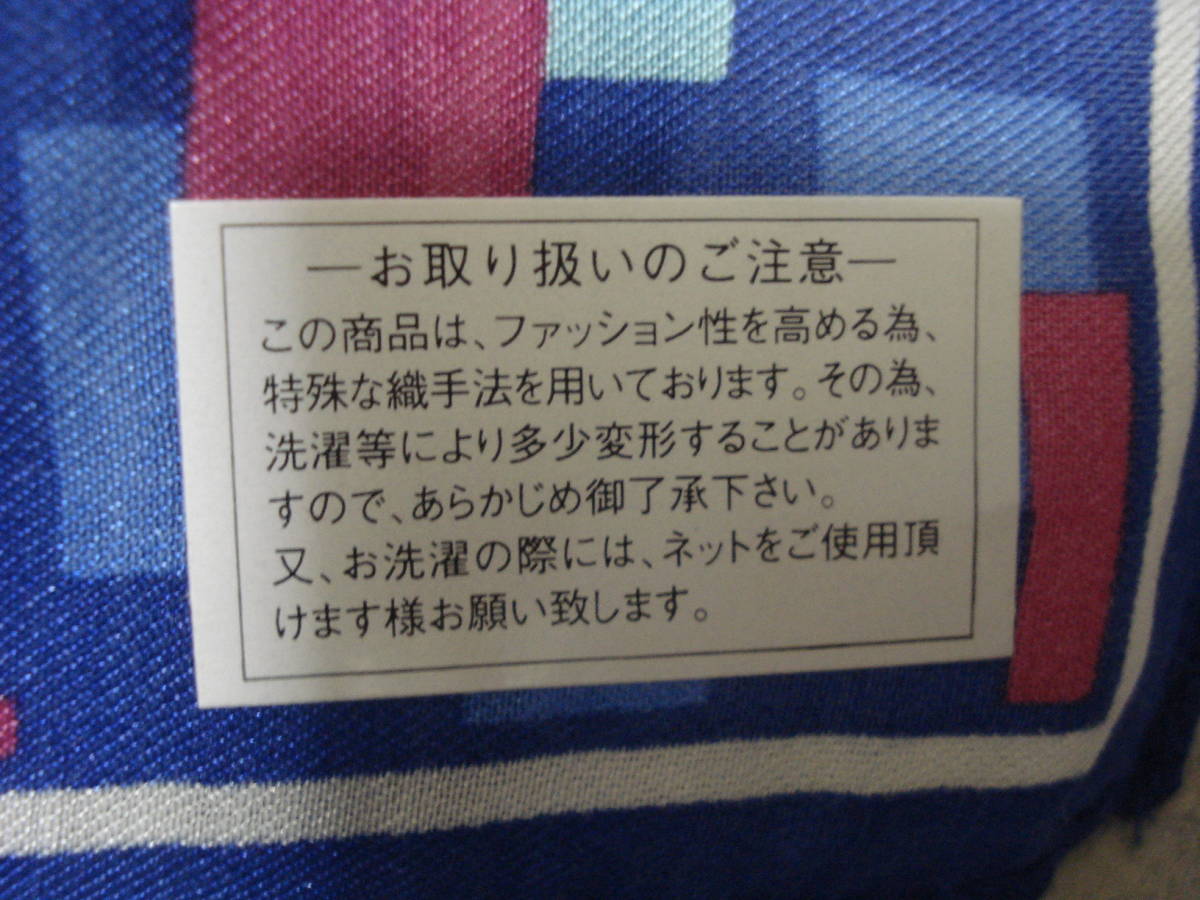 ―お取り扱いのご注意―
この商品は、ファッション性を高める為、
特殊な織手法を用いております。その為、
洗濯等により多少変形することがありま
すので、あらかじめ御了承下さい。
又、お洗濯の際には、ネットをご使用頂
けます様お願い致します。